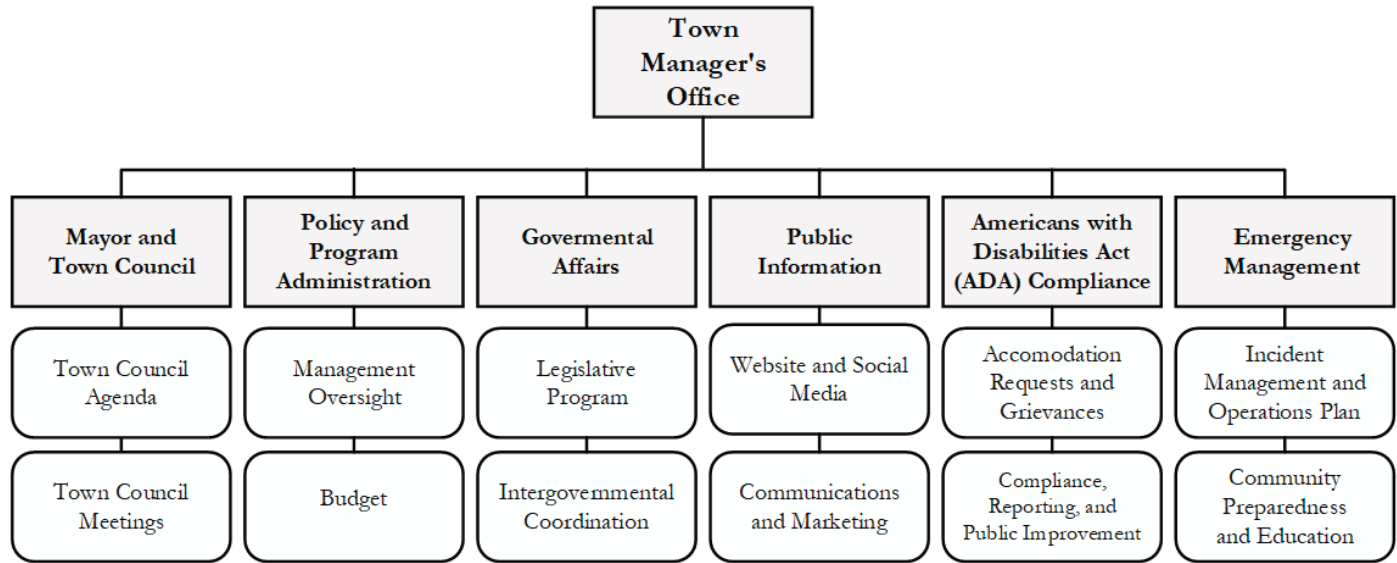 Town
Manager's
Office
Mayor and
Town Council
Policy and
Program
Administration
Govermental
Affairs
Public
Information
Americans with
Disabilities Act
(ADA) Compliance
Emergency
Management
Town Council
Agenda
Management
Oversight
Legislative
Program
Website and Social
Media
Accomodation
Requests and
Grievances
Incident
Management and
Operations Plan
Town Council
Meetings
Budget
Intergovernmental
Coordination
Communications
and Marketing
Compliance,
Reporting, and
Public Improvement
Community
Preparedness
and Education